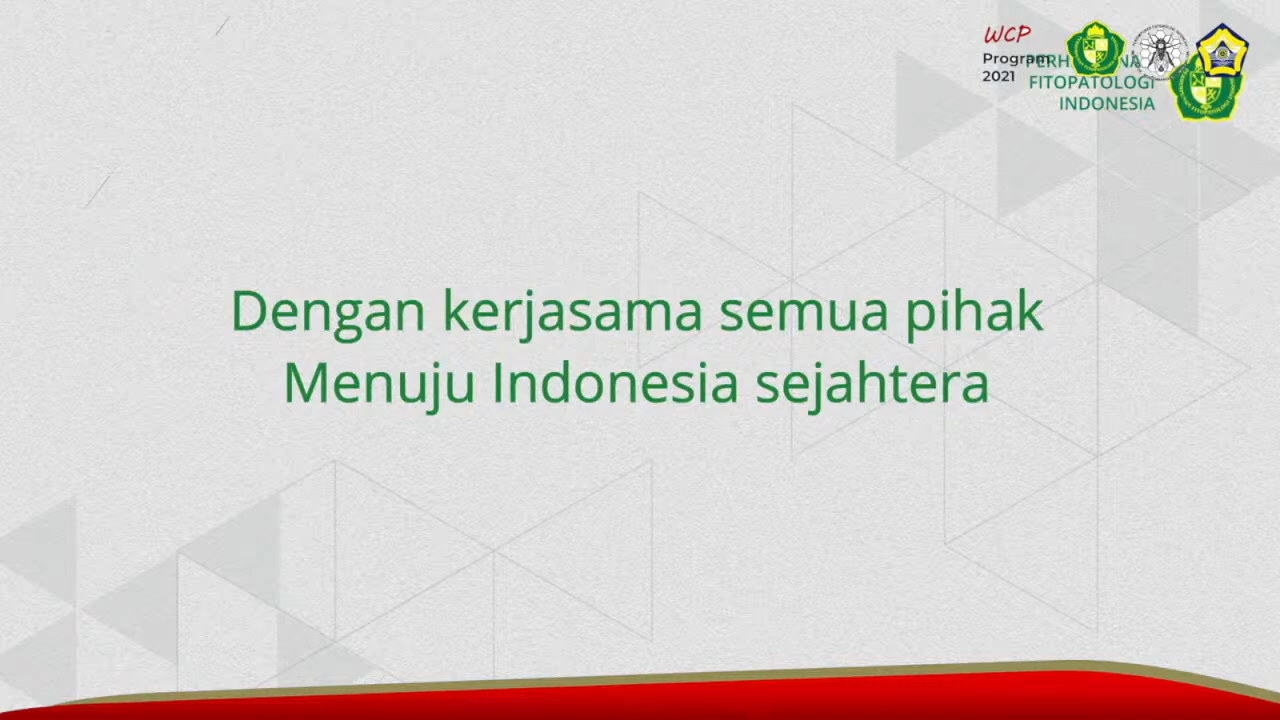 WCP
Program
2021
FITOPATOLOGI
INDONESIA
Dengan kerjasama semua pihak
Menuju Indonesia sejahtera